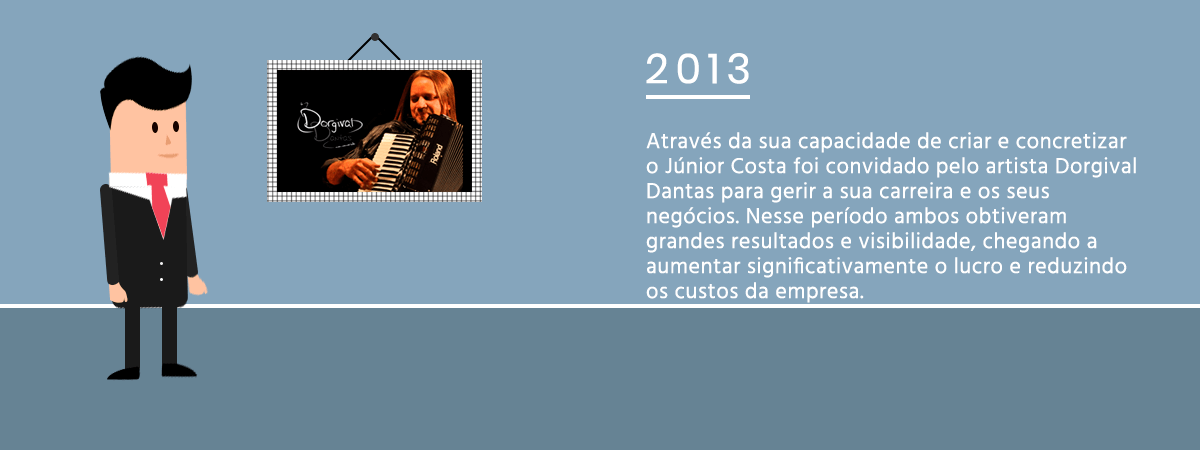 Dorgival
Dantas
Roland
2013
Através da sua capacidade de criar e concretizar
o Júnior Costa foi convidado pelo artista Dorgival
Dantas para gerir a sua carreira e os seus
negócios. Nesse período ambos obtiveram
grandes resultados e visibilidade, chegando a
aumentar significativamente o lucro e reduzindo
os custos da empresa.